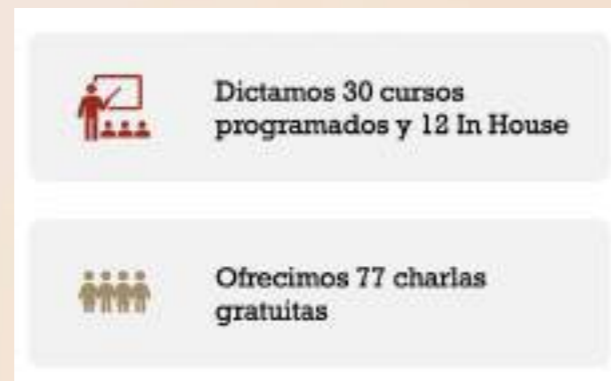 Dictamos 30 cursos
programados y 12 In House
Ofrecimos 77 charlas
gratuitas